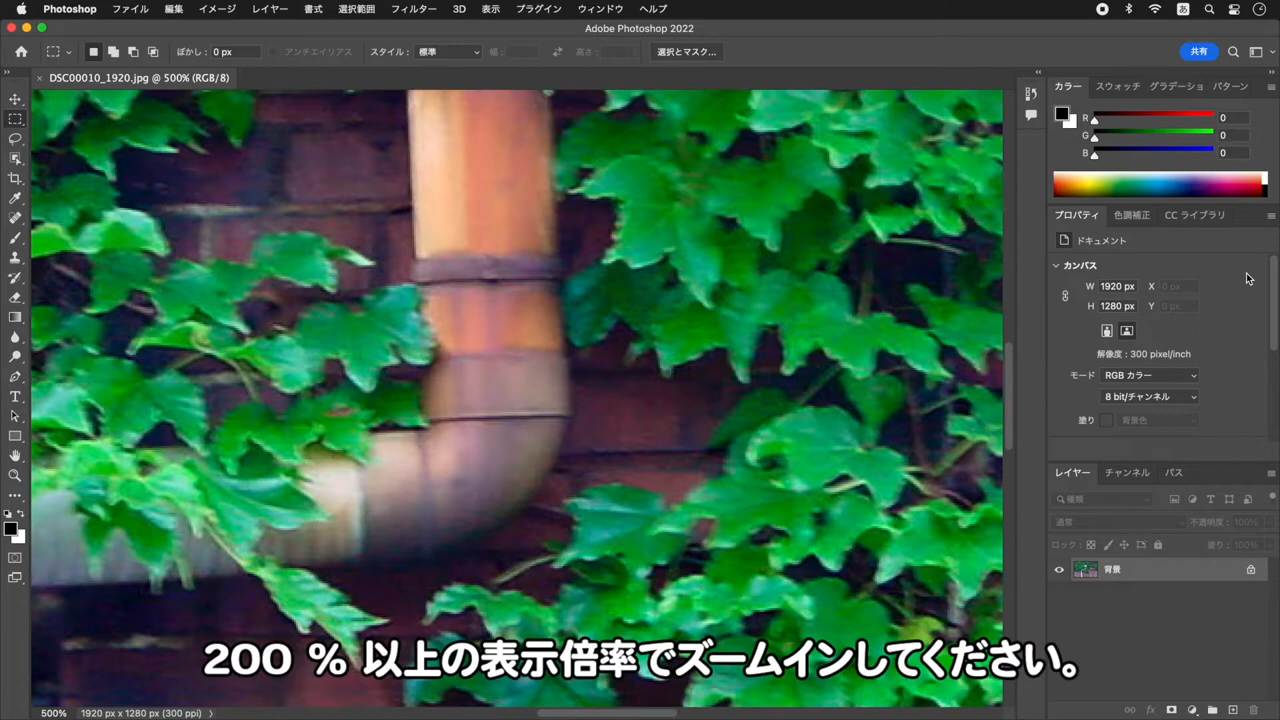 Photoshop ファイル 編集 イメージ レイヤー 書式 選択範囲 フィルター 3D 表示 プラグイン ウィンドウ ヘルプ あ
Adobe Photoshop 2022
ぼかし : 0 px アンチエイリアス スタイル : 標準 幅 : 高さ : 選択とマスク... 共有
DSC00010_1920.jpg @ 500% (RGB/8)
カラー スウォッチ グラデーショ パターン
R 0
G 0
B 0
プロパティ 色調補正 CC ライブラリ
ドキュメント
カンバス
W 1920 px X 0 px
H 1280 px Y 0 px
解像度 : 300 pixel/inch
モード RGB カラー
8 bit/チャンネル
塗り 背景色
レイヤー チャンネル パス
種類
通常 不透明度 : 100%
ロック : 塗り : 100%
背景
200 % 以上の表示倍率でズームインしてください。
500% 1920 px x 1280 px (300 ppi)